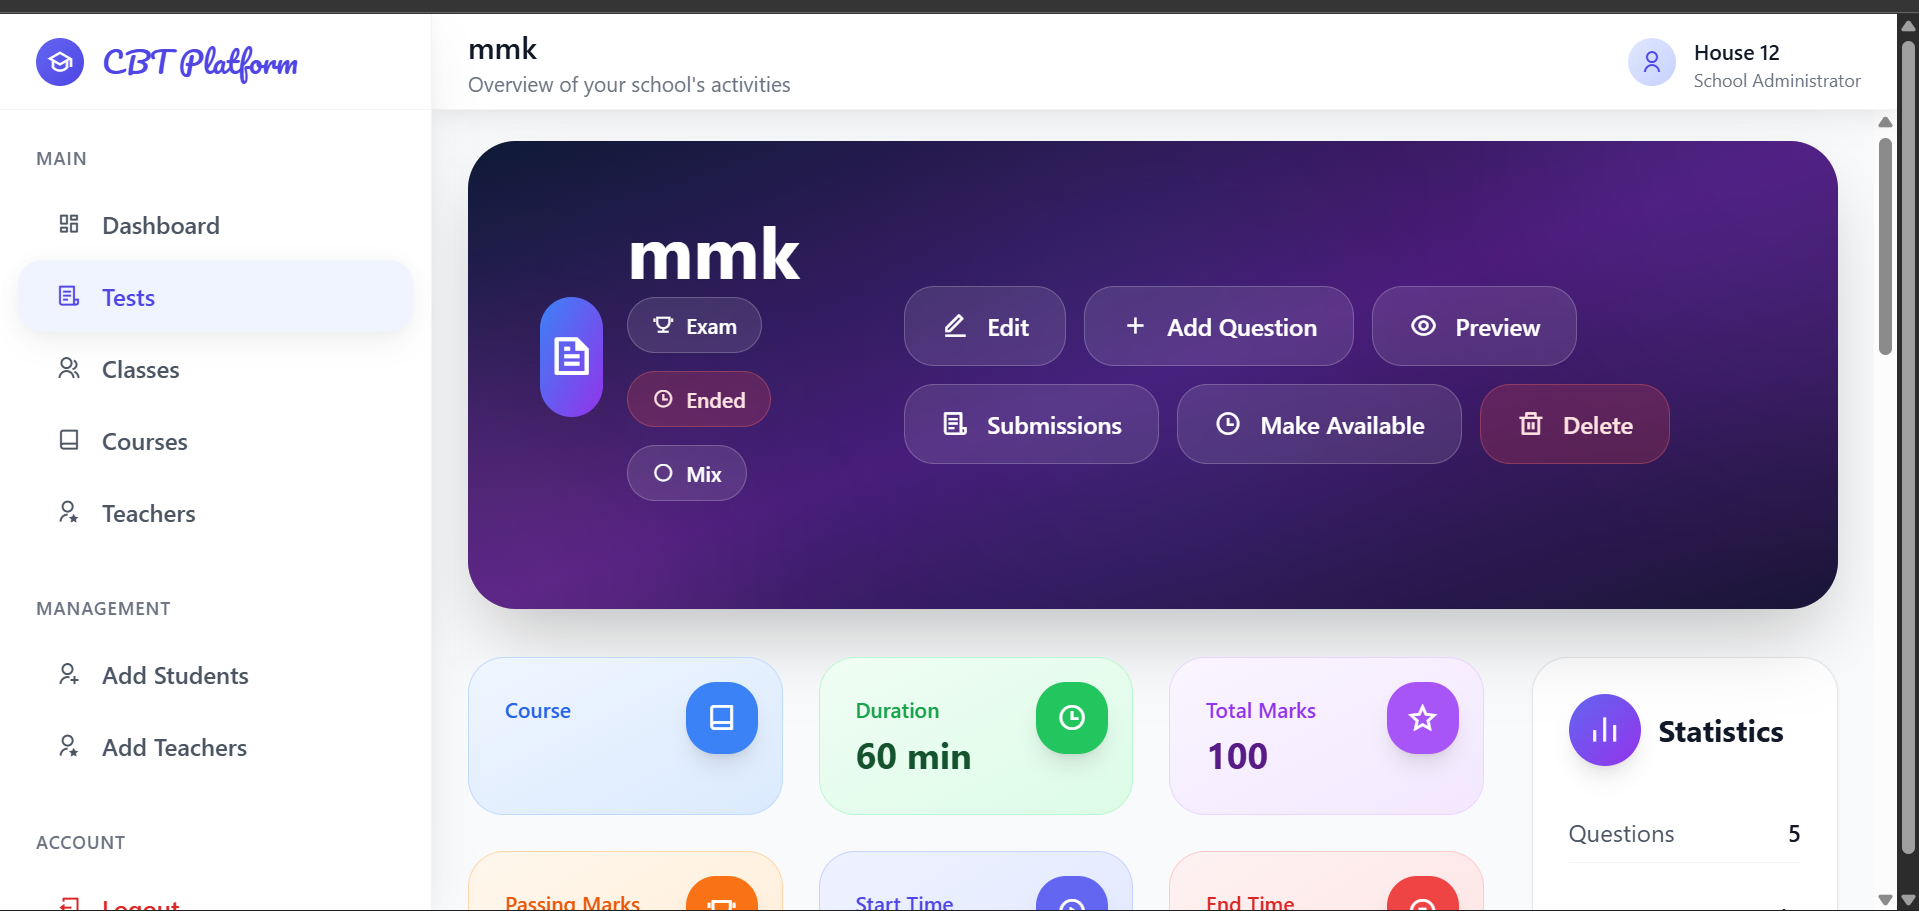 CBT Platform
mmk
Overview of your school's activities
House 12
School Administrator
MAIN
Dashboard
Tests
Classes
Courses
Teachers
MANAGEMENT
Add Students
Add Teachers
ACCOUNT
Logout
mmk
Exam
Ended
Mix
Edit
Add Question
Preview
Submissions
Make Available
Delete
Course
Duration
60 min
Total Marks
100
Passing Marks
Start Time
End Time
Statistics
Questions 5